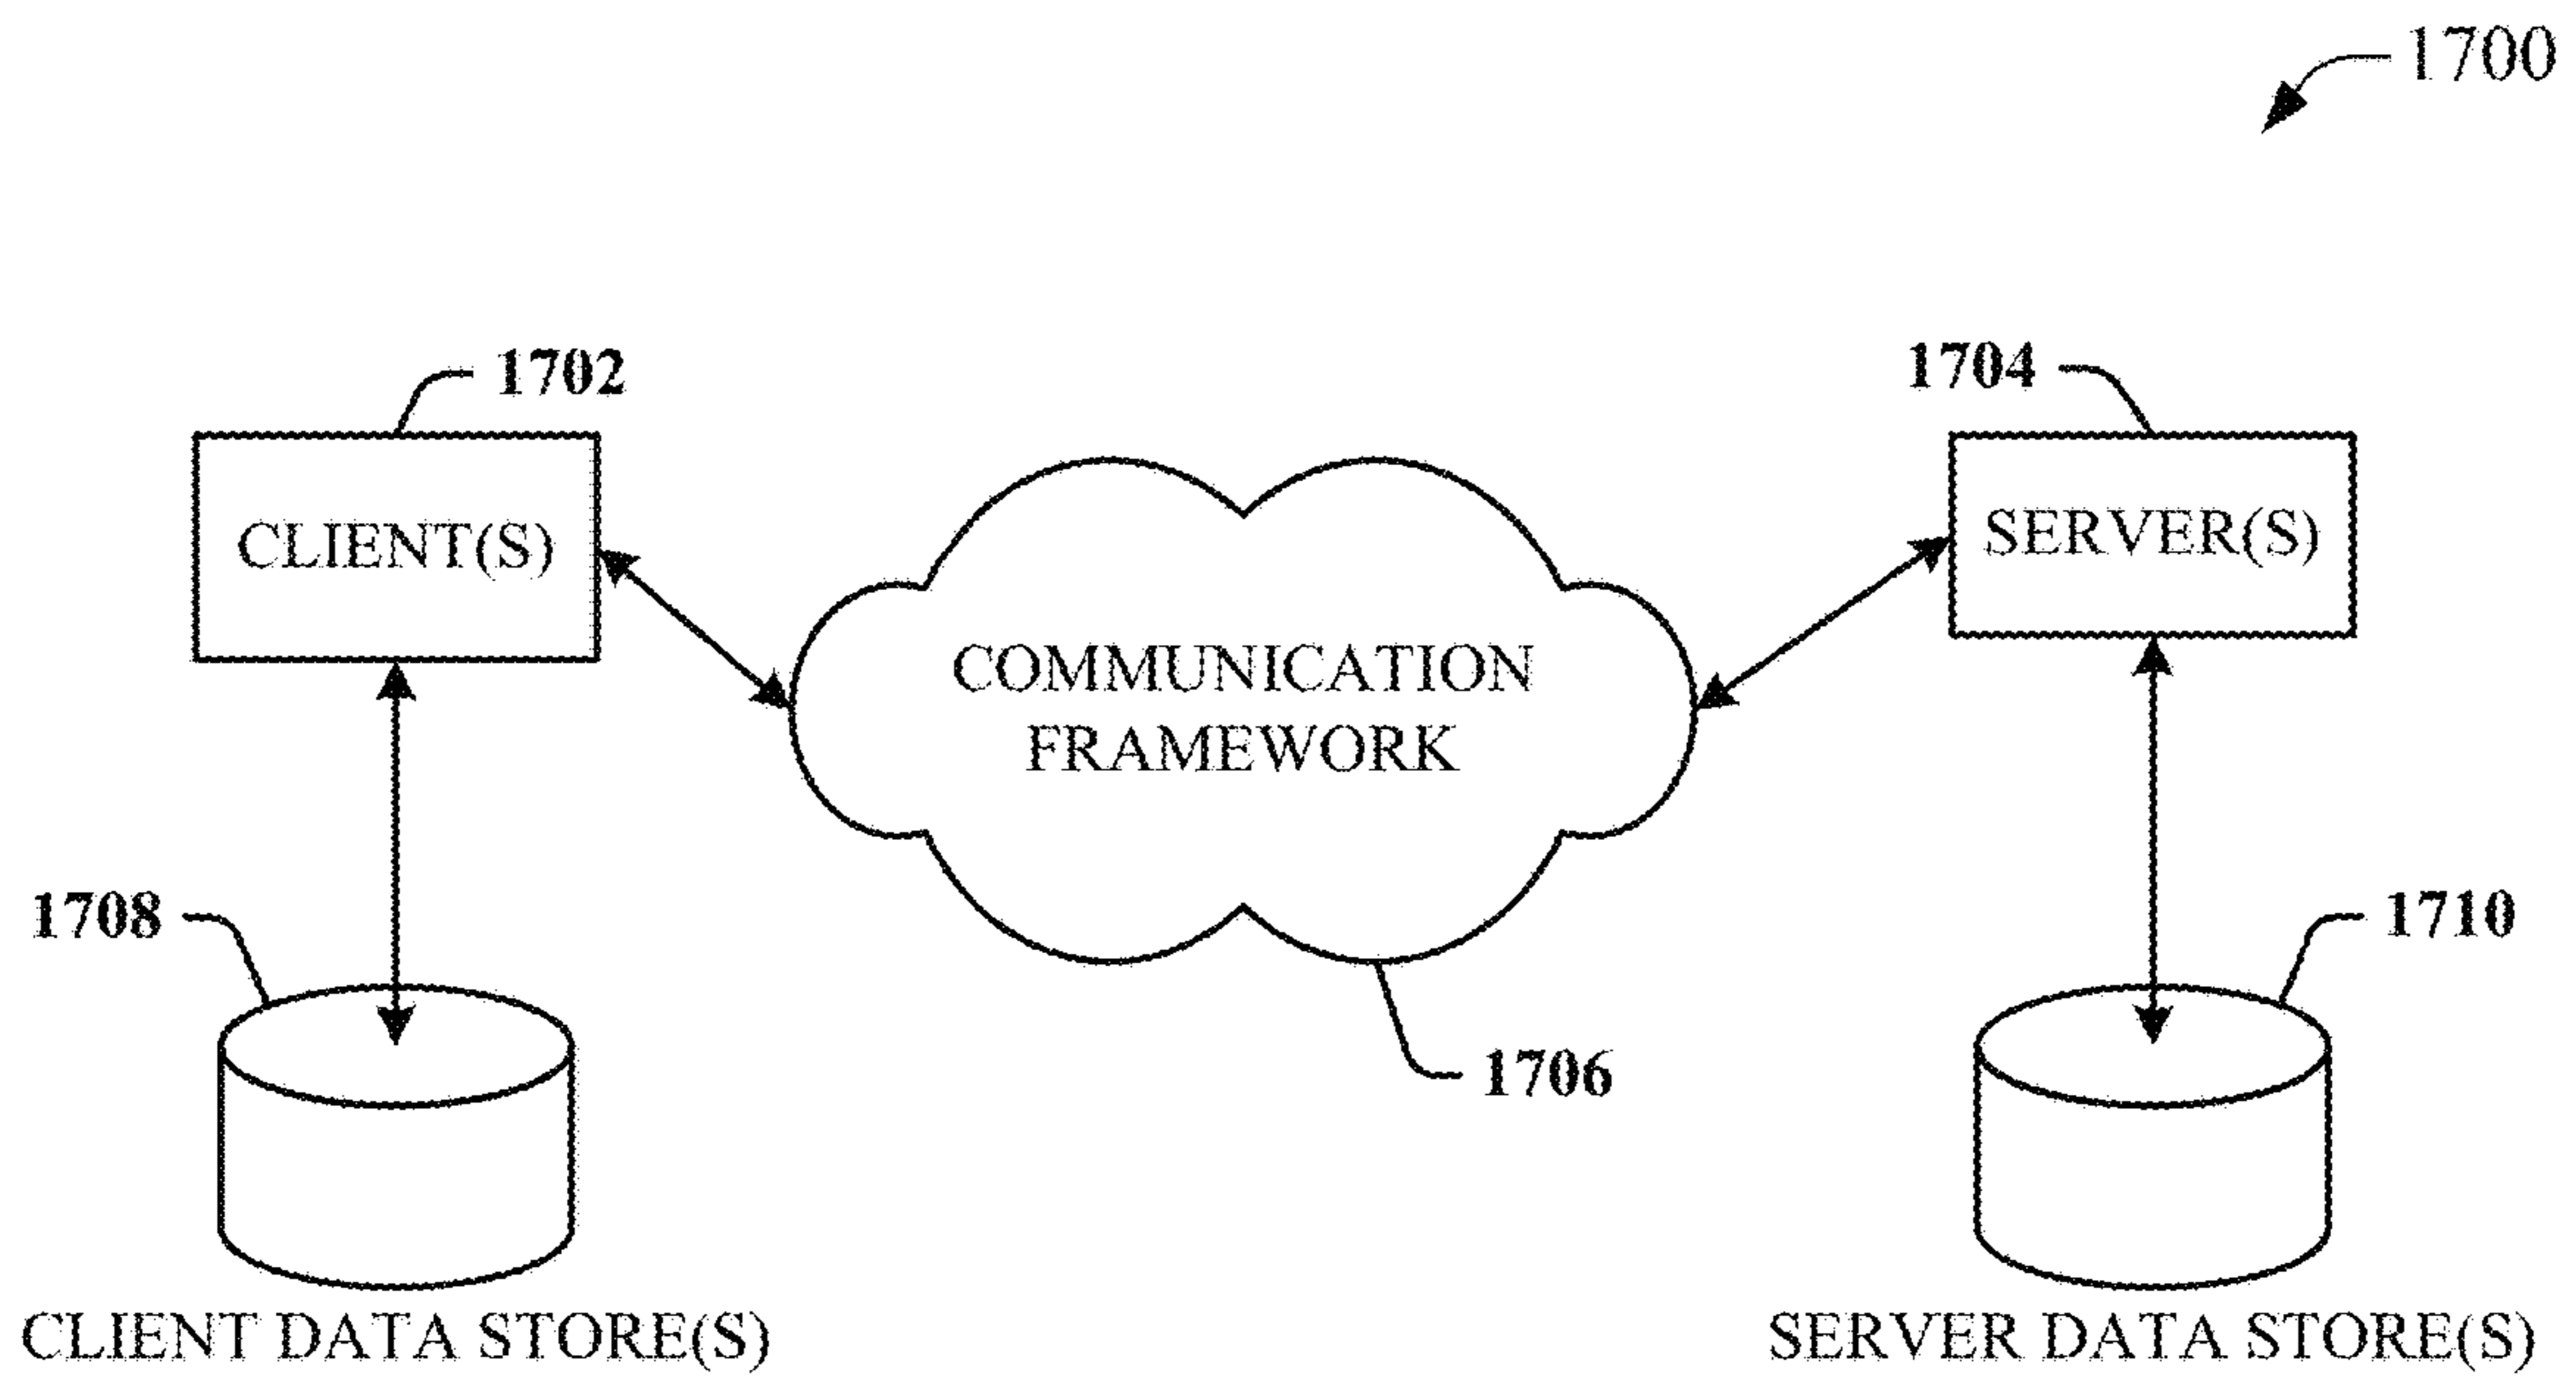 1700
1702
1704
CLIENT(S)
SERVER(S)
COMMUNICATION
FRAMEWORK
1708
1710
1706
CLIENT DATA STORE(S)
SERVER DATA STORE(S)